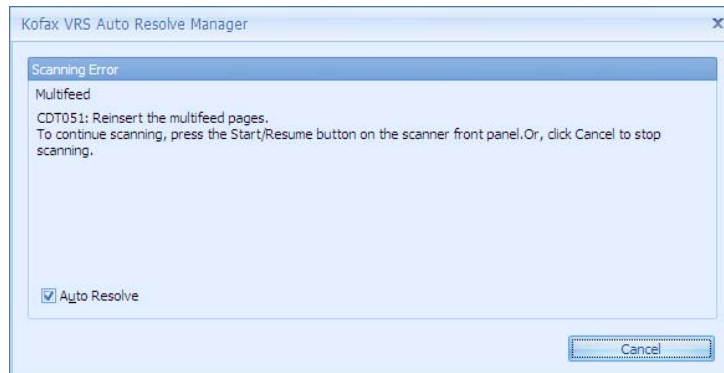 Kofax VRS Auto Resolve Manager
Scanning Error
Multifeed
CDT051: Reinsert the multifeed pages.
To continue scanning, press the Start/Resume button on the scanner front panel.Or, click Cancel to stop
scanning.
Auto Resolve
Cancel